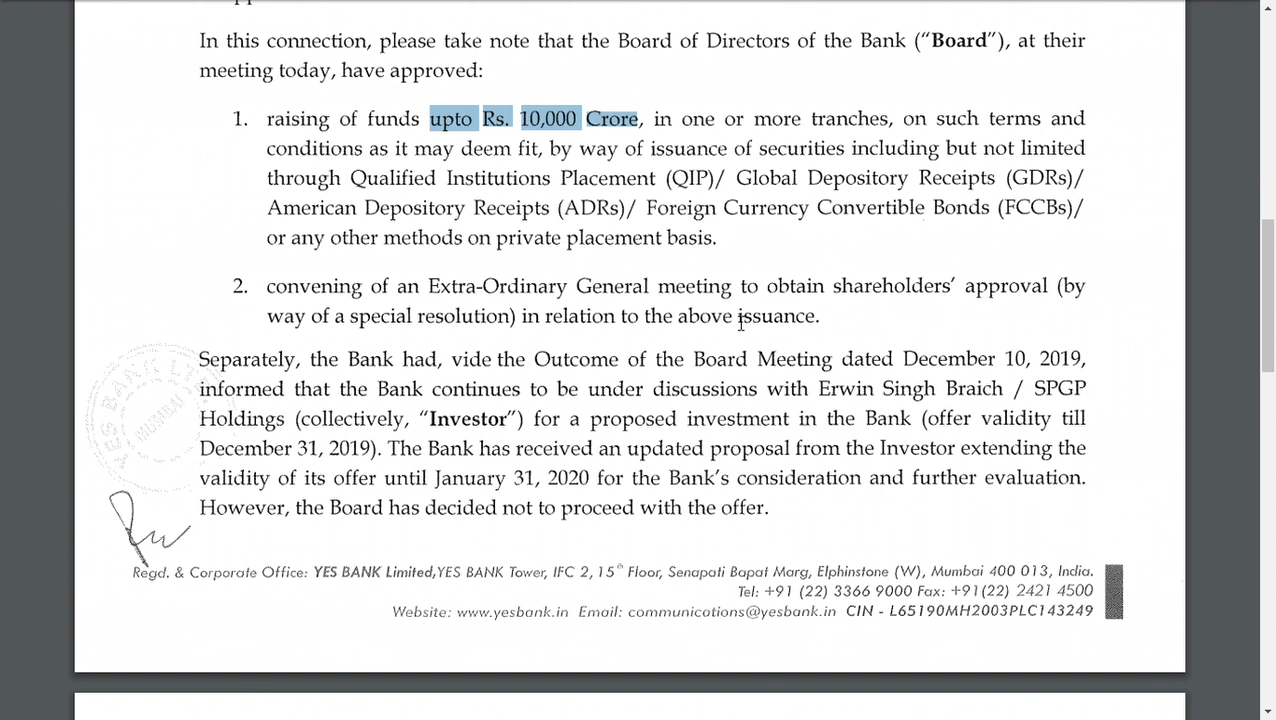 In this connection, please take note that the Board of Directors of the Bank (“Board”), at their
meeting today, have approved:
1. raising of funds upto Rs. 10,000 Crore, in one or more tranches, on such terms and
conditions as it may deem fit, by way of issuance of securities including but not limited
through Qualified Institutions Placement (QIP)/ Global Depository Receipts (GDRs)/
American Depository Receipts (ADRs)/ Foreign Currency Convertible Bonds (FCCBs)/
or any other methods on private placement basis.
2. convening of an Extra-Ordinary General meeting to obtain shareholders’ approval (by
way of a special resolution) in relation to the above issuance.
Separately, the Bank had, vide the Outcome of the Board Meeting dated December 10, 2019,
informed that the Bank continues to be under discussions with Erwin Singh Braich / SPGP
Holdings (collectively, “Investor”) for a proposed investment in the Bank (offer validity till
December 31, 2019). The Bank has received an updated proposal from the Investor extending the
validity of its offer until January 31, 2020 for the Bank’s consideration and further evaluation.
However, the Board has decided not to proceed with the offer.
YES BANK LT
MUMBAI
Regd. & Corporate Office: YES BANK Limited,YES BANK Tower, IFC 2, 15th Floor, Senapati Bapat Marg, Elphinstone (W), Mumbai 400 013, India.
Tel: +91 (22) 3366 9000 Fax: +91(22) 2421 4500
Website: www.yesbank.in Email: communications@yesbank.in CIN - L65190MH2003PLC143249